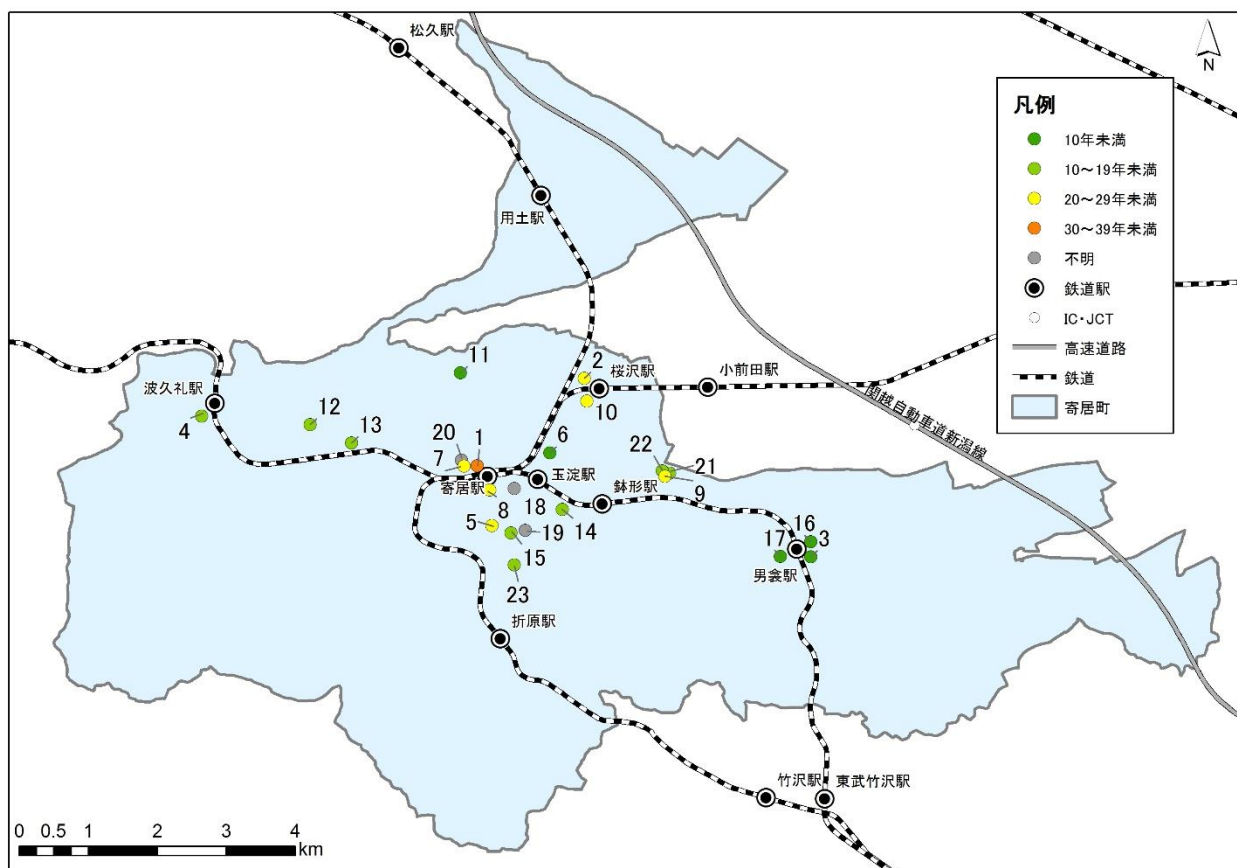 松久駅
N
凡例
10年未満
10～19年未満
20～29年未満
30～39年未満
不明
鉄道駅
IC・JCT
高速道路
鉄道
寄居町
用土駅
関越自動車道新潟線
波久礼駅
11
2
桜沢駅
小前田駅
10
4
12
13
20
1
7
6
寄居駅
玉淀駅
22
21
9
鉢形駅
8
18
5
19
14
15
23
16
17
3
男衾駅
折原駅
竹沢駅
東武竹沢駅
0 0.5 1 2 3 4
km